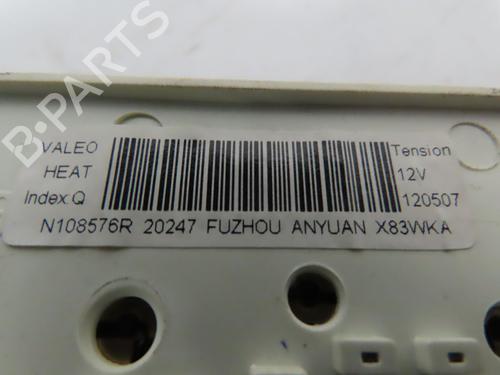 B-PARTS
VALEO Tension
HEAT 12V
Index.Q 120507
N108576R 20247 FUZHOU ANYUAN X83WKA